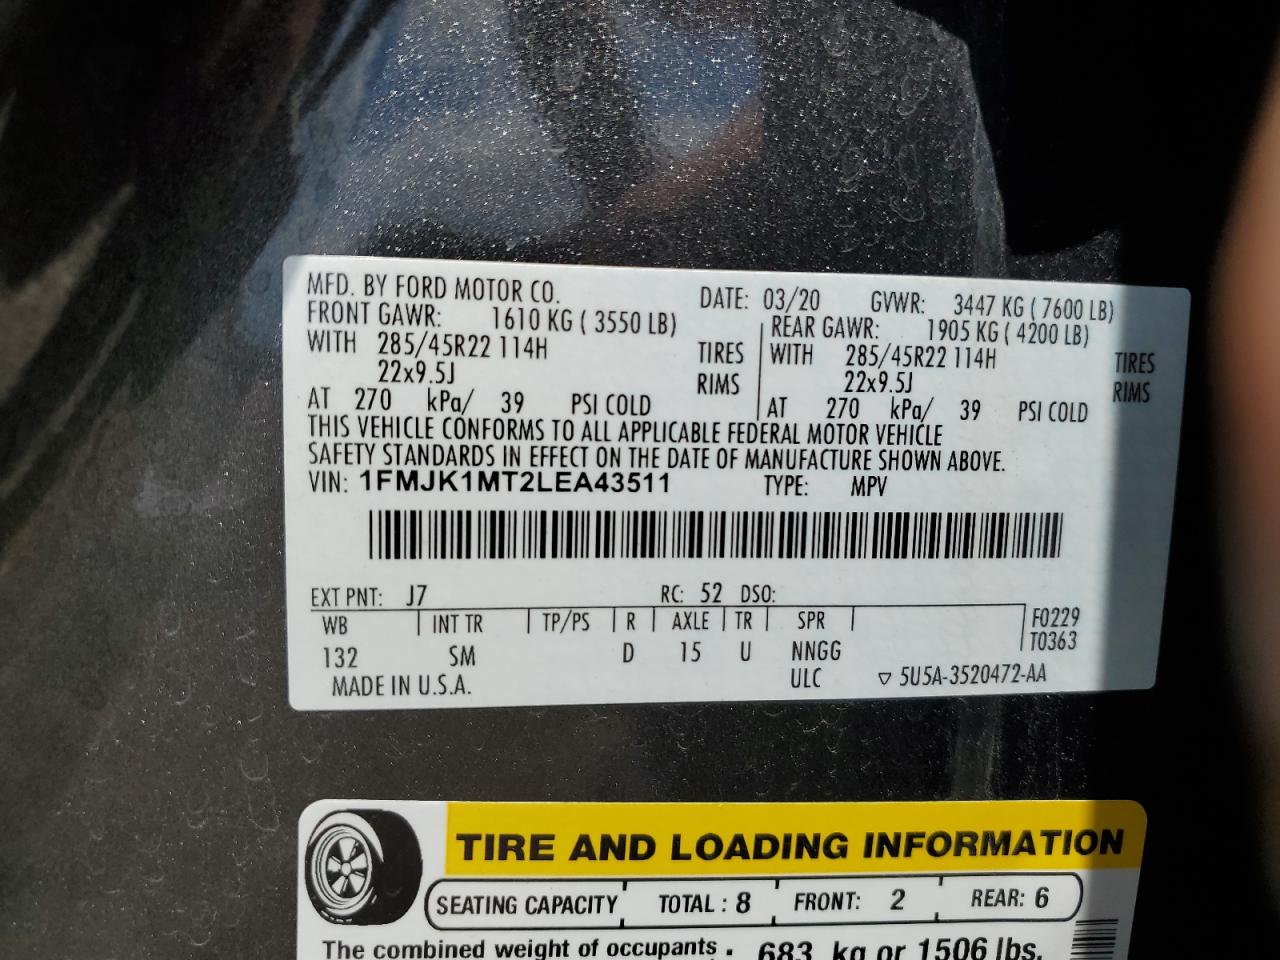 MFD. BY FORD MOTOR CO. DATE: 03/20 GVWR: 3447 KG ( 7600 LB)
FRONT GAWR: 1610 KG ( 3550 LB) REAR GAWR: 1905 KG ( 4200 LB)
WITH 285/45R22 114H TIRES WITH 285/45R22 114H TIRES
22x9.5J RIMS 22x9.5J RIMS
AT 270 kPa/ 39 PSI COLD AT 270 kPa/ 39 PSI COLD
THIS VEHICLE CONFORMS TO ALL APPLICABLE FEDERAL MOTOR VEHICLE
SAFETY STANDARDS IN EFFECT ON THE DATE OF MANUFACTURE SHOWN ABOVE.
VIN: 1FMJK1MT2LEA43511 TYPE: MPV
EXT PNT: J7 RC: 52 DSO:
WB INT TR TP/PS R AXLE TR SPR F0229
T0363
132 SM D 15 U NNGG
MADE IN U.S.A. ULC ▽ 5U5A-3520472-AA
TIRE AND LOADING INFORMATION
SEATING CAPACITY TOTAL : 8 FRONT: 2 REAR: 6
The combined weight of occupants 683 kg or 1506 lbs.